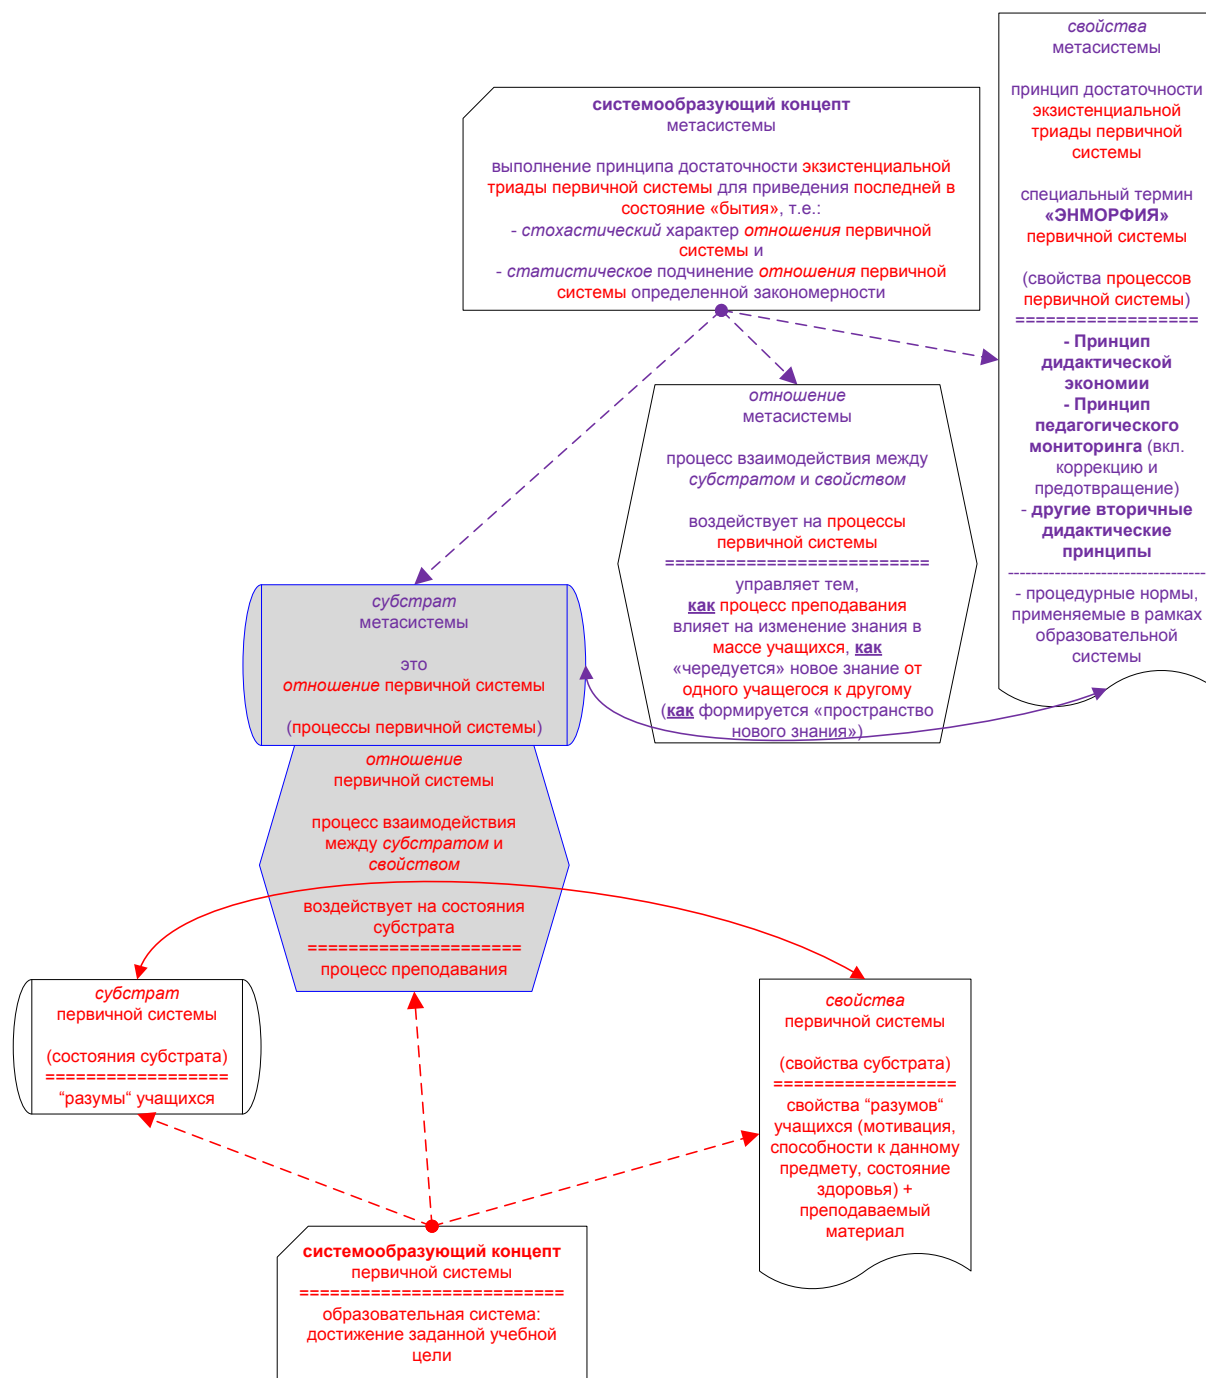 свойства
метасистемы
принцип достаточности
экзистенциальной
триады первичной
системы
специальный термин
«ЭНМОРФИЯ»
первичной системы
(свойства процессов
первичной системы)
==================
- Принцип
дидактической
экономии
- Принцип
педагогического
мониторинга (вкл.
коррекцию и
предотвращение)
- другие вторичные
дидактические
принципы
----------------------------------
- процедурные нормы,
применяемые в рамках
образовательной
системы
системообразующий концепт
метасистемы
выполнение принципа достаточности экзистенциальной
триады первичной системы для приведения последней в
состояние «бытия», т.е.:
- стохастический характер отношения первичной
системы и
- статистическое подчинение отношения первичной
системы определенной закономерности
отношение
метасистемы
процесс взаимодействия между
субстратом и свойством
воздействует на процессы
первичной системы
==========================
управляет тем,
как процесс преподавания
влияет на изменение знания в
массе учащихся, как
«чередуется» новое знание от
одного учащегося к другому
(как формируется «пространство
нового знания»)
субстрат
метасистемы
это
отношение первичной системы
(процессы первичной системы)
отношение
первичной системы
процесс взаимодействия
между субстратом и
свойством
воздействует на состояния
субстрата
=====================
процесс преподавания
субстрат
первичной системы
(состояния субстрата)
==================
“разумы“ учащихся
свойства
первичной системы
(свойства субстрата)
==================
свойства “разумов“
учащихся (мотивация,
способности к данному
предмету, состояние
здоровья) +
преподаваемый
материал
системообразующий концепт
первичной системы
==========================
образовательная система:
достижение заданной учебной
цели